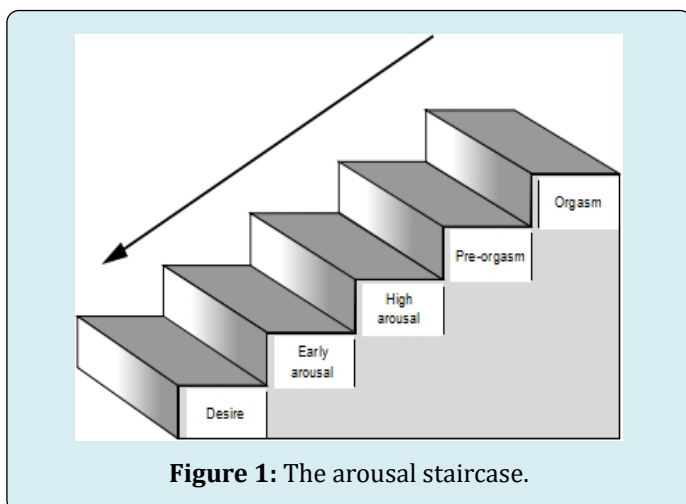 Orgasm
Pre-orgasm
High
arousal
Early
arousal
Desire
Figure 1: The arousal staircase.